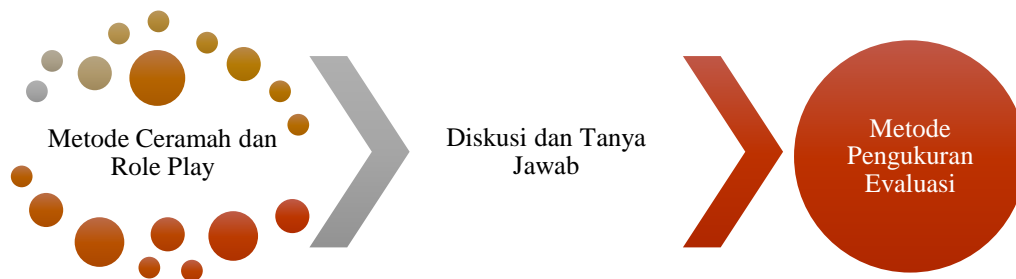 Metode Ceramah dan
Role Play
Diskusi dan Tanya
Jawab
Metode
Pengukuran
Evaluasi